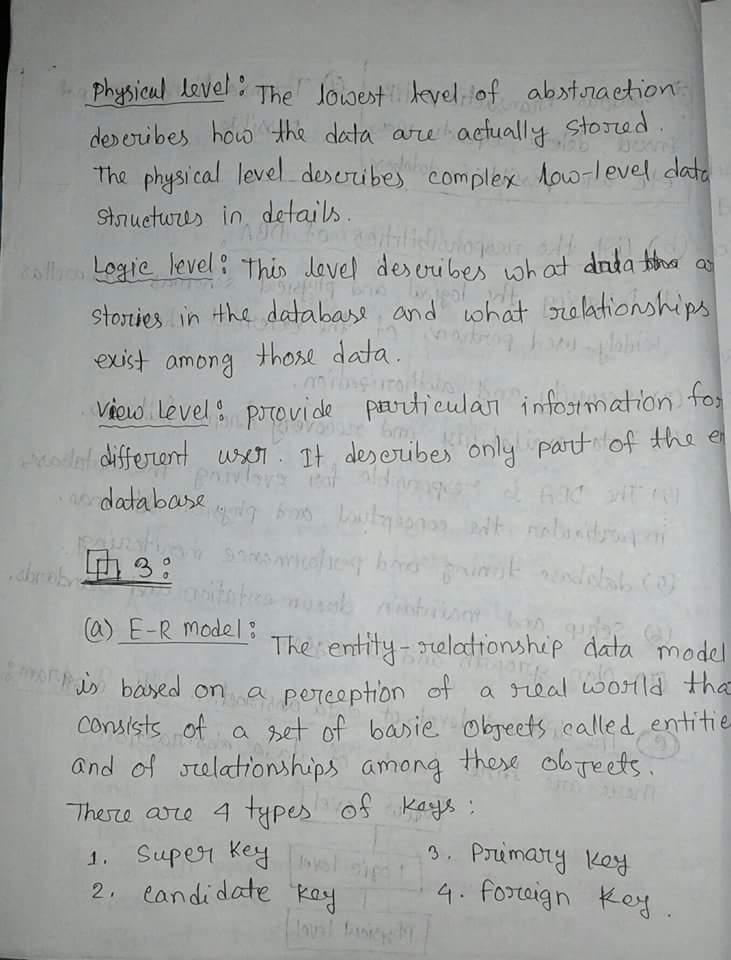 Physical level: The lowest level of abstraction
describes how the data are actually stored.
The physical level describes complex low-level data
structures in details.
Logic level: This level describes what data a
stories in the database and what relationships
exist among those data.
View Level: provide particular information for
different user. It describes only part of the en
database.
3:
(a) E-R model: The entity-relationship data model
is based on a perception of a real world tha
consists of a set of basic objects called entitie
and of relationships among these objects.
There are 4 types of keys:
1. Super key 3. Primary key
2. Candidate key 4. Foreign key.